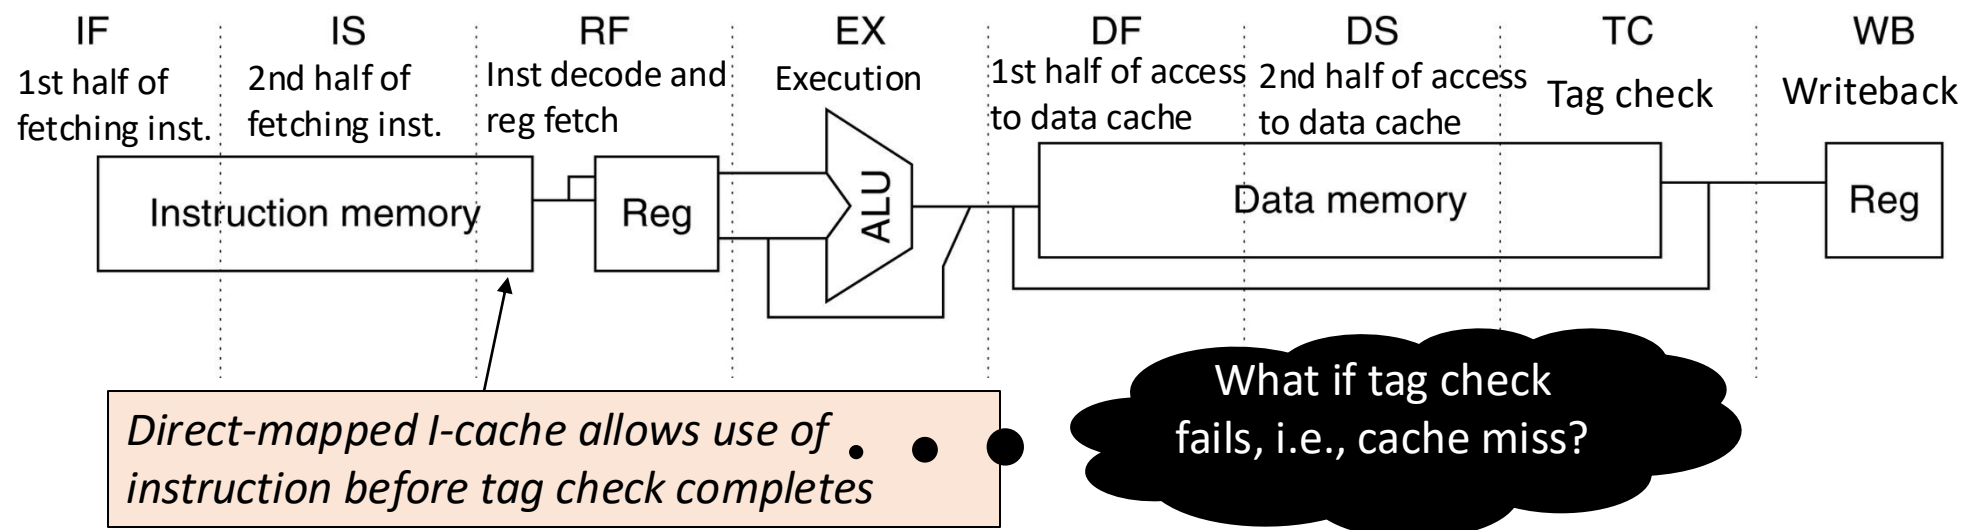 IF
IS
RF
EX
DF
DS
TC
WB
1st half of
fetching inst.
2nd half of
fetching inst.
Inst decode and
reg fetch
Execution
1st half of access
to data cache
2nd half of access
to data cache
Tag check
Writeback
Instruction memory
Reg
ALU
Data memory
Reg
Direct-mapped I-cache allows use of
instruction before tag check completes
What if tag check
fails, i.e., cache miss?